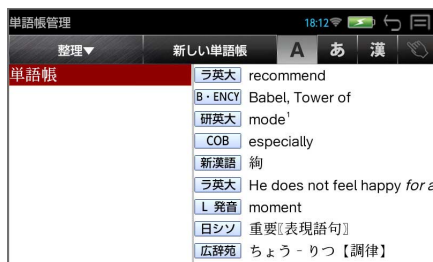 単語帳管理 18:12
整理▼ 新しい単語帳 A あ 漢
単語帳
ラ英大 recommend
B・ENCY Babel, Tower of
研英大 mode¹
COB especially
新漢語 絢
ラ英大 He does not feel happy for a
L 発音 moment
日シソ 重要〖表現語句〗
広辞苑 ちょう‐りつ【調律】